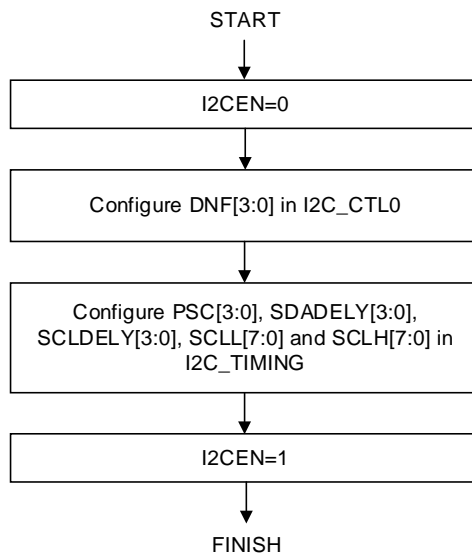 START
I2CEN=0
Configure DNF[3:0] in I2C_CTL0
Configure PSC[3:0], SDADELY[3:0],
SCLDELY[3:0], SCLL[7:0] and SCLH[7:0] in
I2C_TIMING
I2CEN=1
FINISH